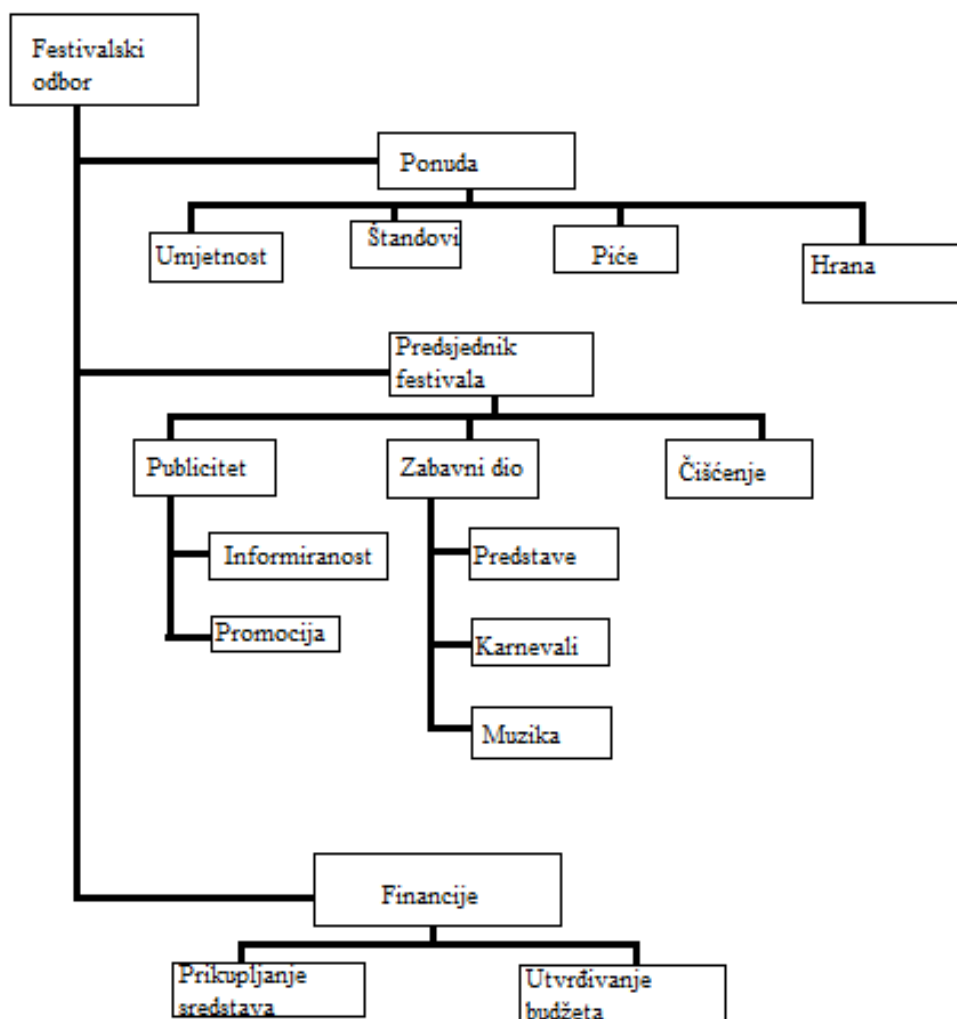 Festivalski
odbor
Ponuda
Umjetnost
Štandovi
Piće
Hrana
Predsjednik
festivala
Publicitet
Zabavni dio
Čišćenje
Informiranost
Predstave
Promocija
Karnevali
Muzika
Financije
Prikupljanje
sredstava
Utvrđivanje
budžeta